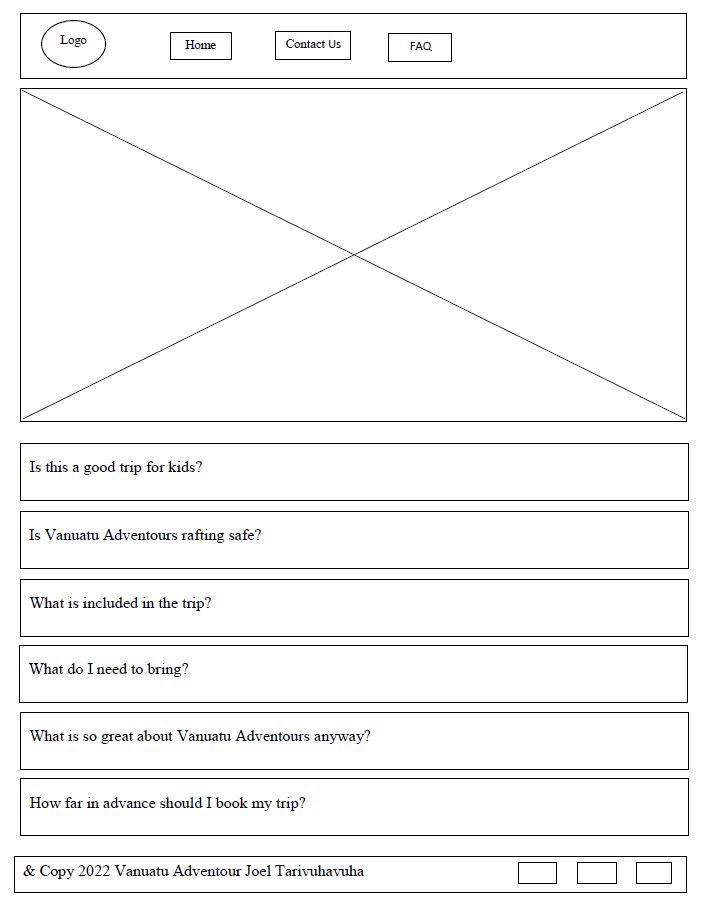 Logo
Home
Contact Us
FAQ
Is this a good trip for kids?
Is Vanuatu Adventours rafting safe?
What is included in the trip?
What do I need to bring?
What is so great about Vanuatu Adventours anyway?
How far in advance should I book my trip?
& Copy 2022 Vanuatu Adventour Joel Tarivuhavuha